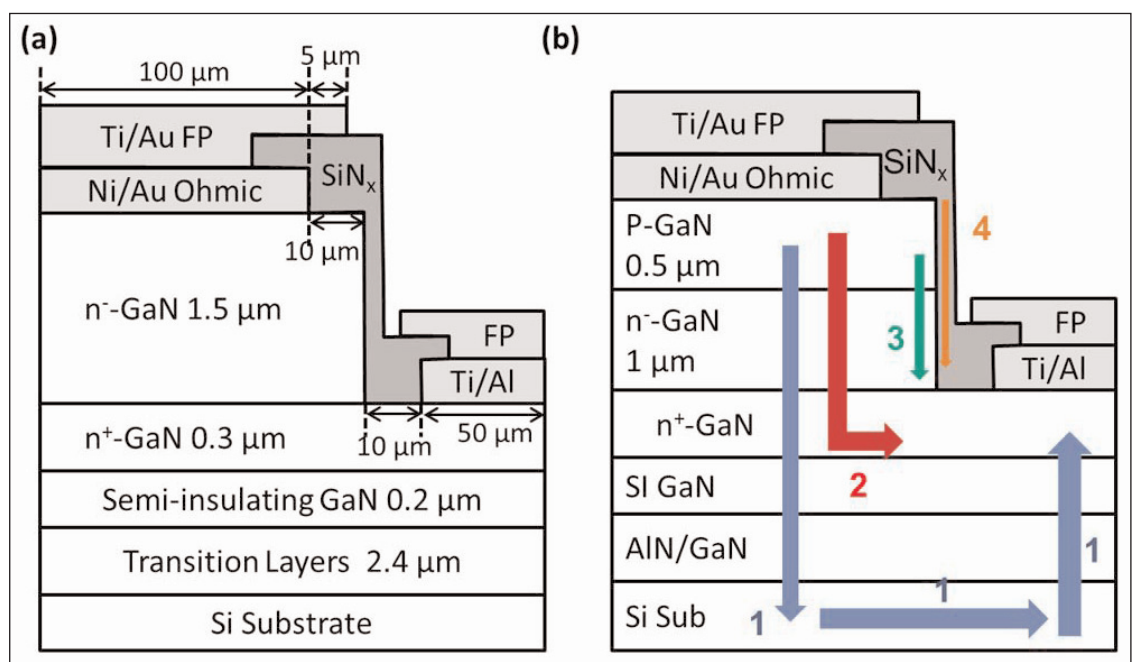 (a)
5 µm
100 µm
Ti/Au FP
SiNx
Ni/Au Ohmic
10 µm
n⁻-GaN 1.5 µm
FP
Ti/Al
n⁺-GaN 0.3 µm
10 µm
50 µm
Semi-insulating GaN 0.2 µm
Transition Layers 2.4 µm
Si Substrate
(b)
Ti/Au FP
SiNx
Ni/Au Ohmic
P-GaN
0.5 µm
4
n⁻-GaN
1 µm
3
FP
Ti/Al
n⁺-GaN
2
SI GaN
AlN/GaN
1
1
Si Sub
1